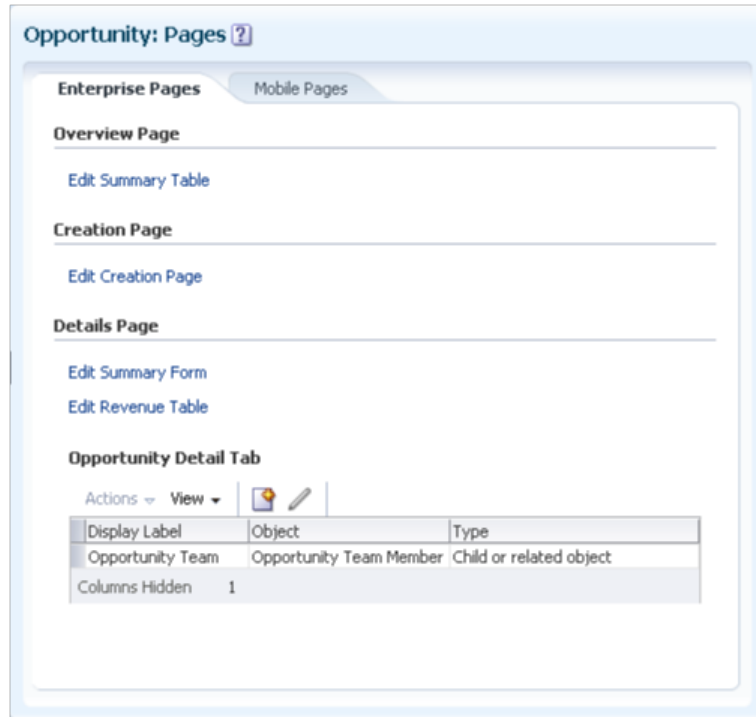 Opportunity: Pages ?
Enterprise Pages Mobile Pages
Overview Page
Edit Summary Table
Creation Page
Edit Creation Page
Details Page
Edit Summary Form
Edit Revenue Table
Opportunity Detail Tab
Actions View
Display Label Object Type
Opportunity Team Opportunity Team Member Child or related object
Columns Hidden 1